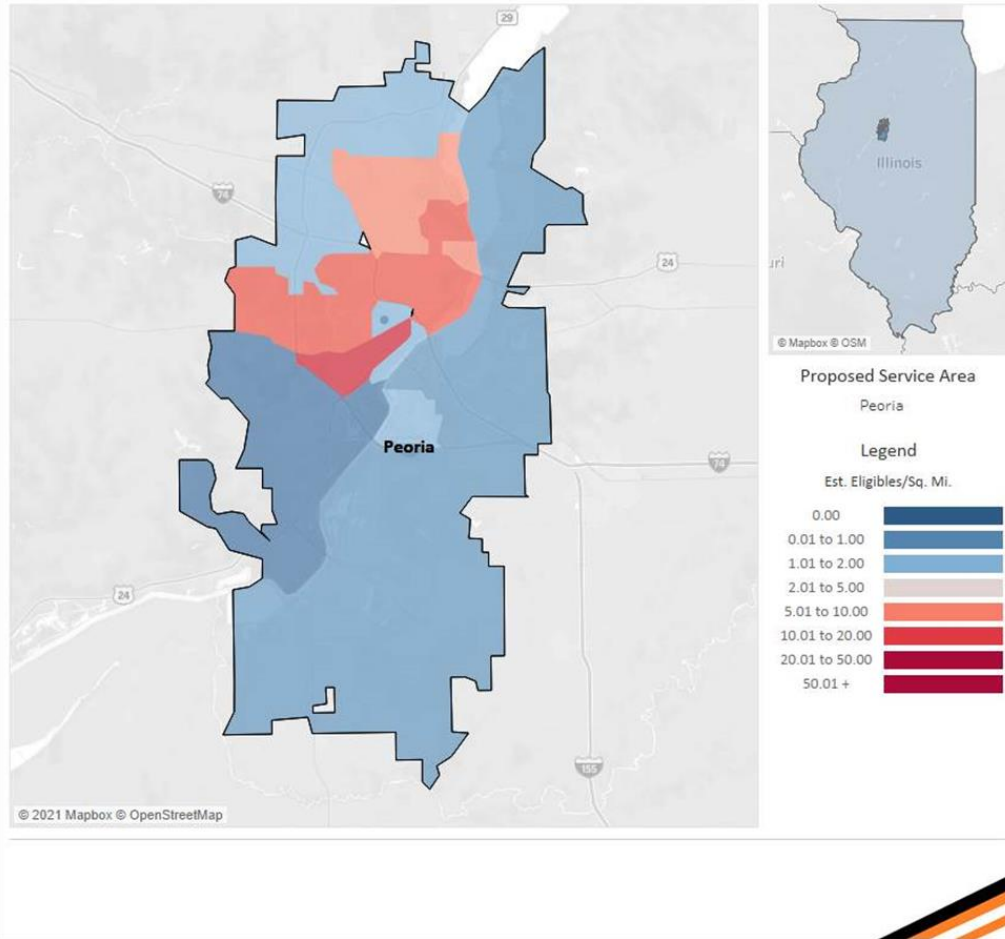 29
74
24
Peoria
74
24
155
© 2021 Mapbox © OpenStreetMap
Illinois
uri
© Mapbox © OSM
Proposed Service Area
Peoria
Legend
Est. Eligibles/Sq. Mi.
0.00
0.01 to 1.00
1.01 to 2.00
2.01 to 5.00
5.01 to 10.00
10.01 to 20.00
20.01 to 50.00
50.01 +